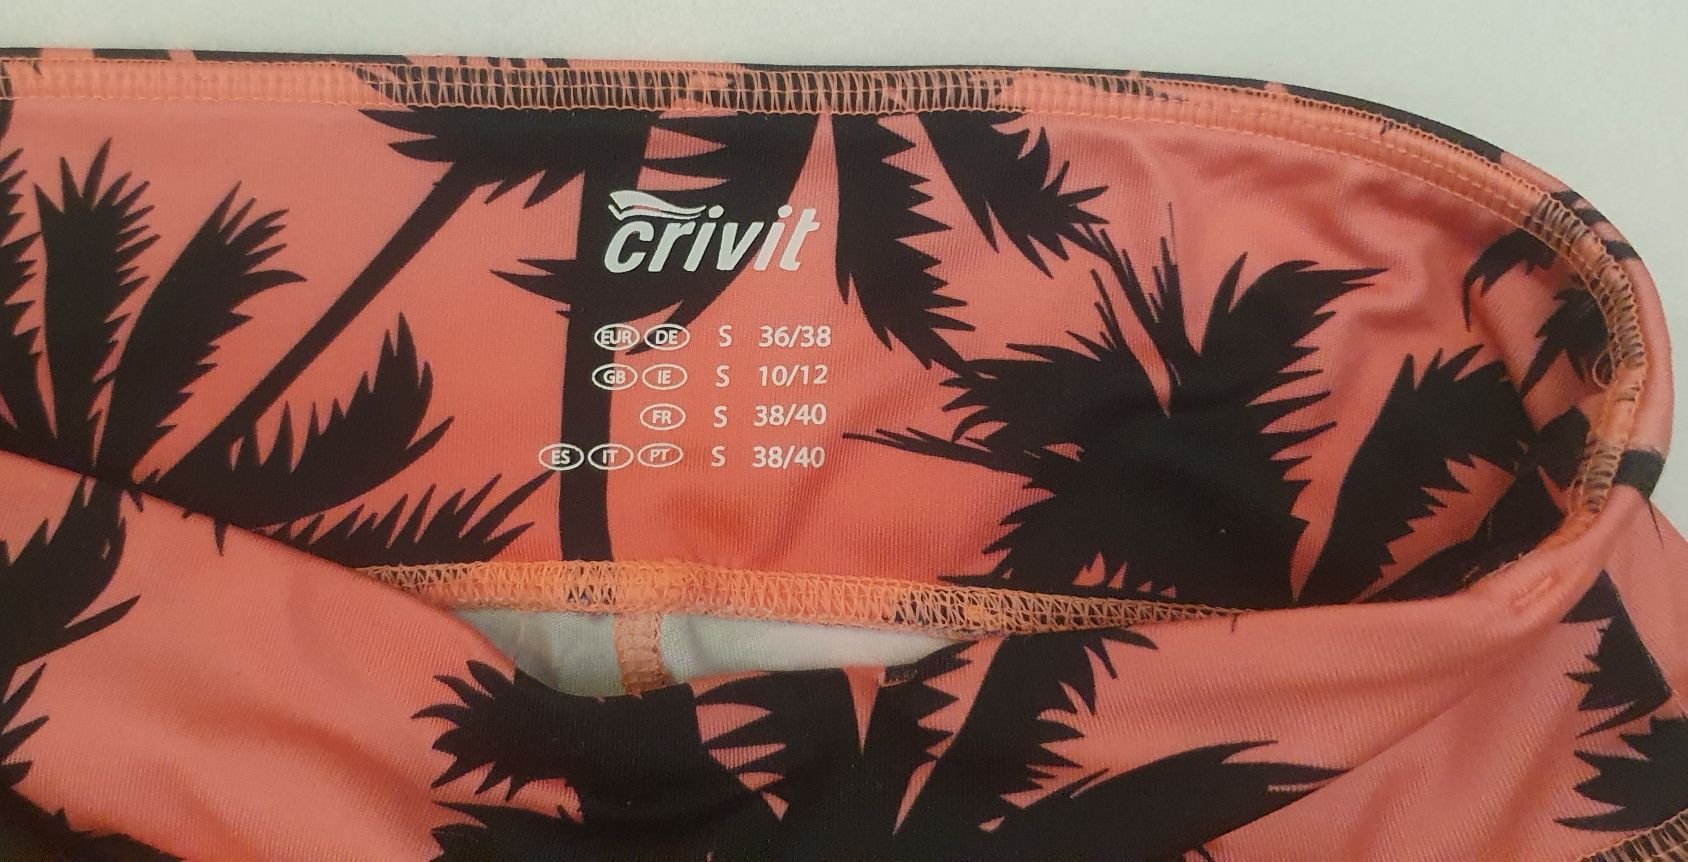 crivit
EUR DE S 36/38
GB IE S 10/12
FR S 38/40
ES IT PT S 38/40